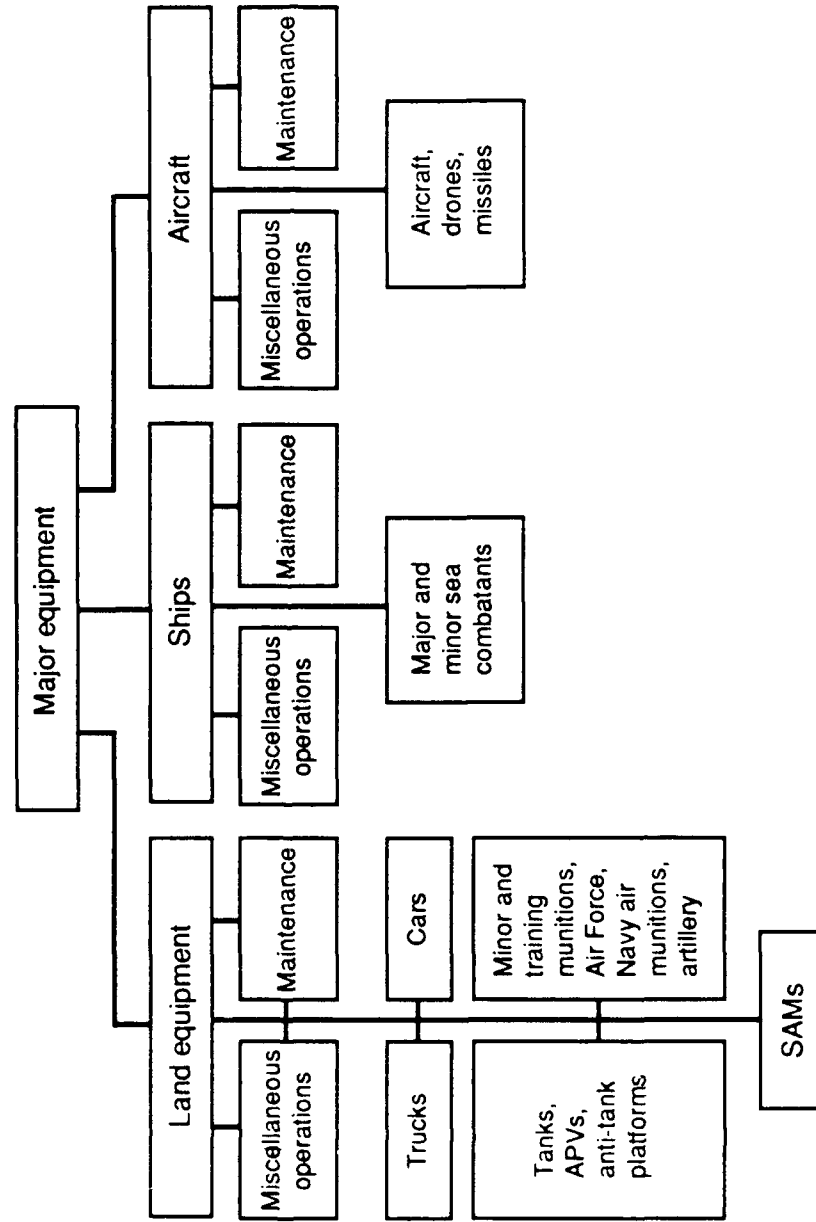 Major equipment
Land equipment
Miscellaneous
operations
Maintenance
Trucks
Cars
Tanks,
APVs,
anti-tank
platforms
Minor and
training
munitions,
Air Force,
Navy air
munitions,
artillery
SAMs
Ships
Miscellaneous
operations
Maintenance
Major and
minor sea
combatants
Aircraft
Miscellaneous
operations
Maintenance
Aircraft,
drones,
missiles